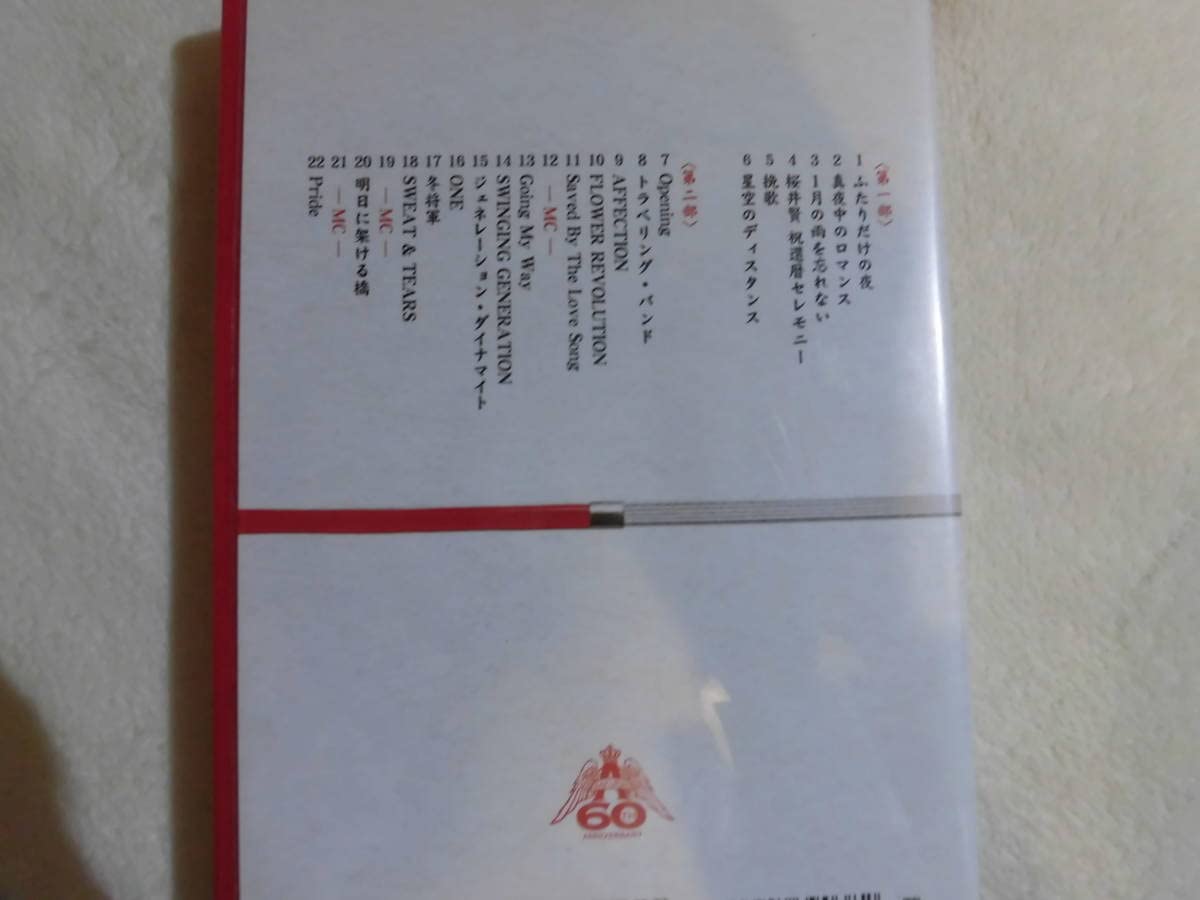 〈第一部〉
1 ふたりだけの夜
2 真夜中のロマンス
3 1月の雨を忘れない
4 桜井賢 祝還暦セレモニー
5 挽歌
6 星空のディスタンス
〈第二部〉
7 Opening
8 トラベリング・バンド
9 AFFECTION
10 FLOWER REVOLUTION
11 Saved By The Love Song
12 ― MC ―
13 Going My Way
14 SWINGING GENERATION
15 ジェネレーション・ダイナマイト
16 ONE
17 冬将軍
18 SWEAT & TEARS
19 ― MC ―
20 明日に架ける橋
21 ― MC ―
22 Pride
60TH
ANNIVERSARY